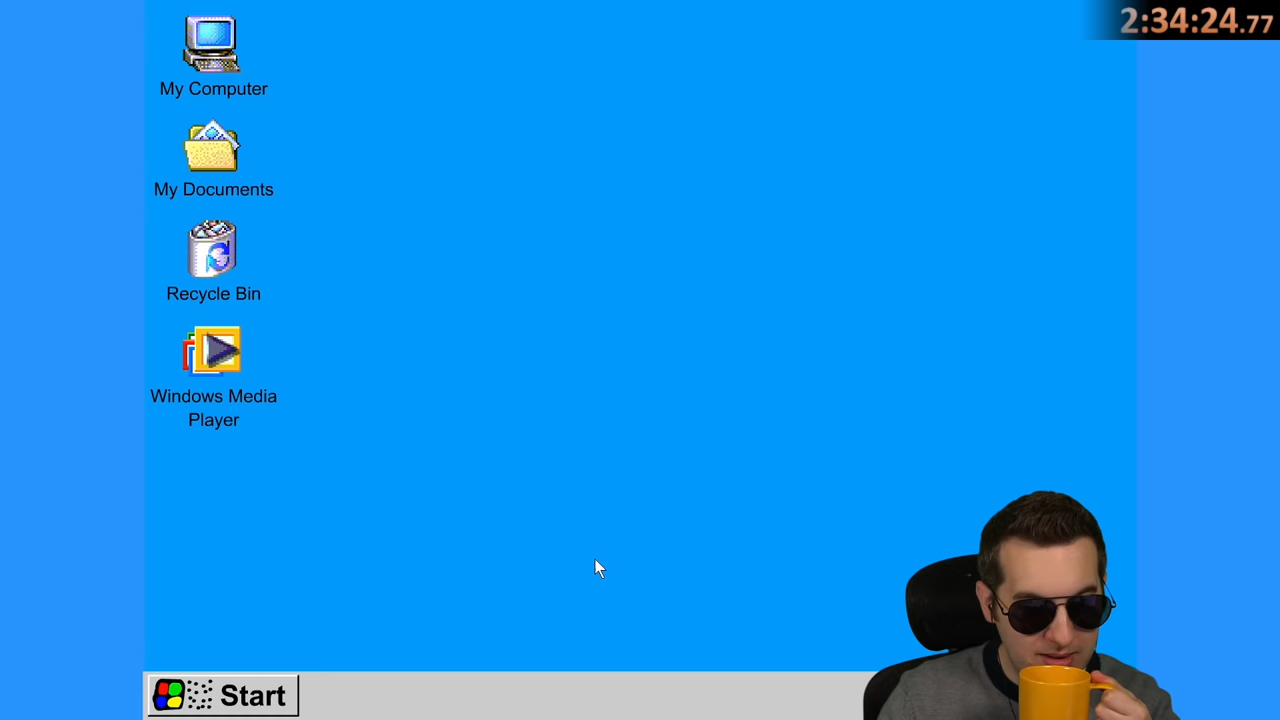 2:34:24.77
My Computer
My Documents
Recycle Bin
Windows Media
Player
Start